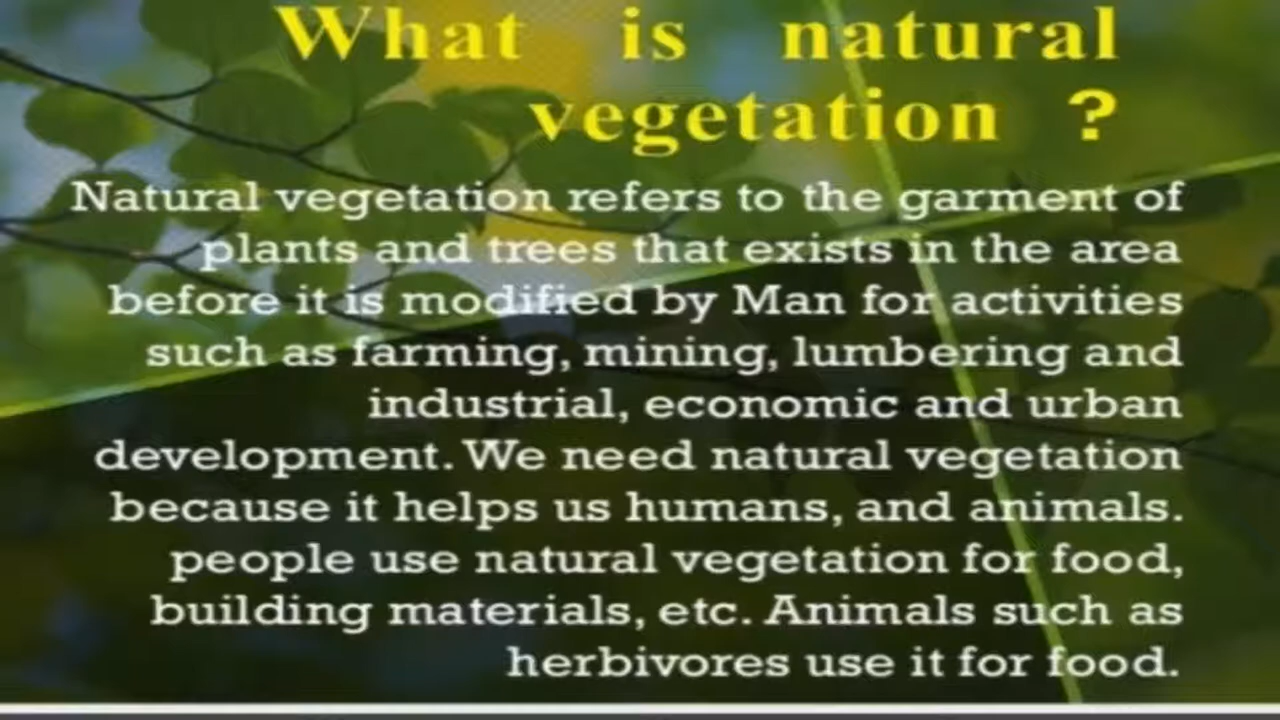 What is natural
vegetation ?
Natural vegetation refers to the garment of
plants and trees that exists in the area
before it is modified by Man for activities
such as farming, mining, lumbering and
industrial, economic and urban
development. We need natural vegetation
because it helps us humans, and animals.
people use natural vegetation for food,
building materials, etc. Animals such as
herbivores use it for food.